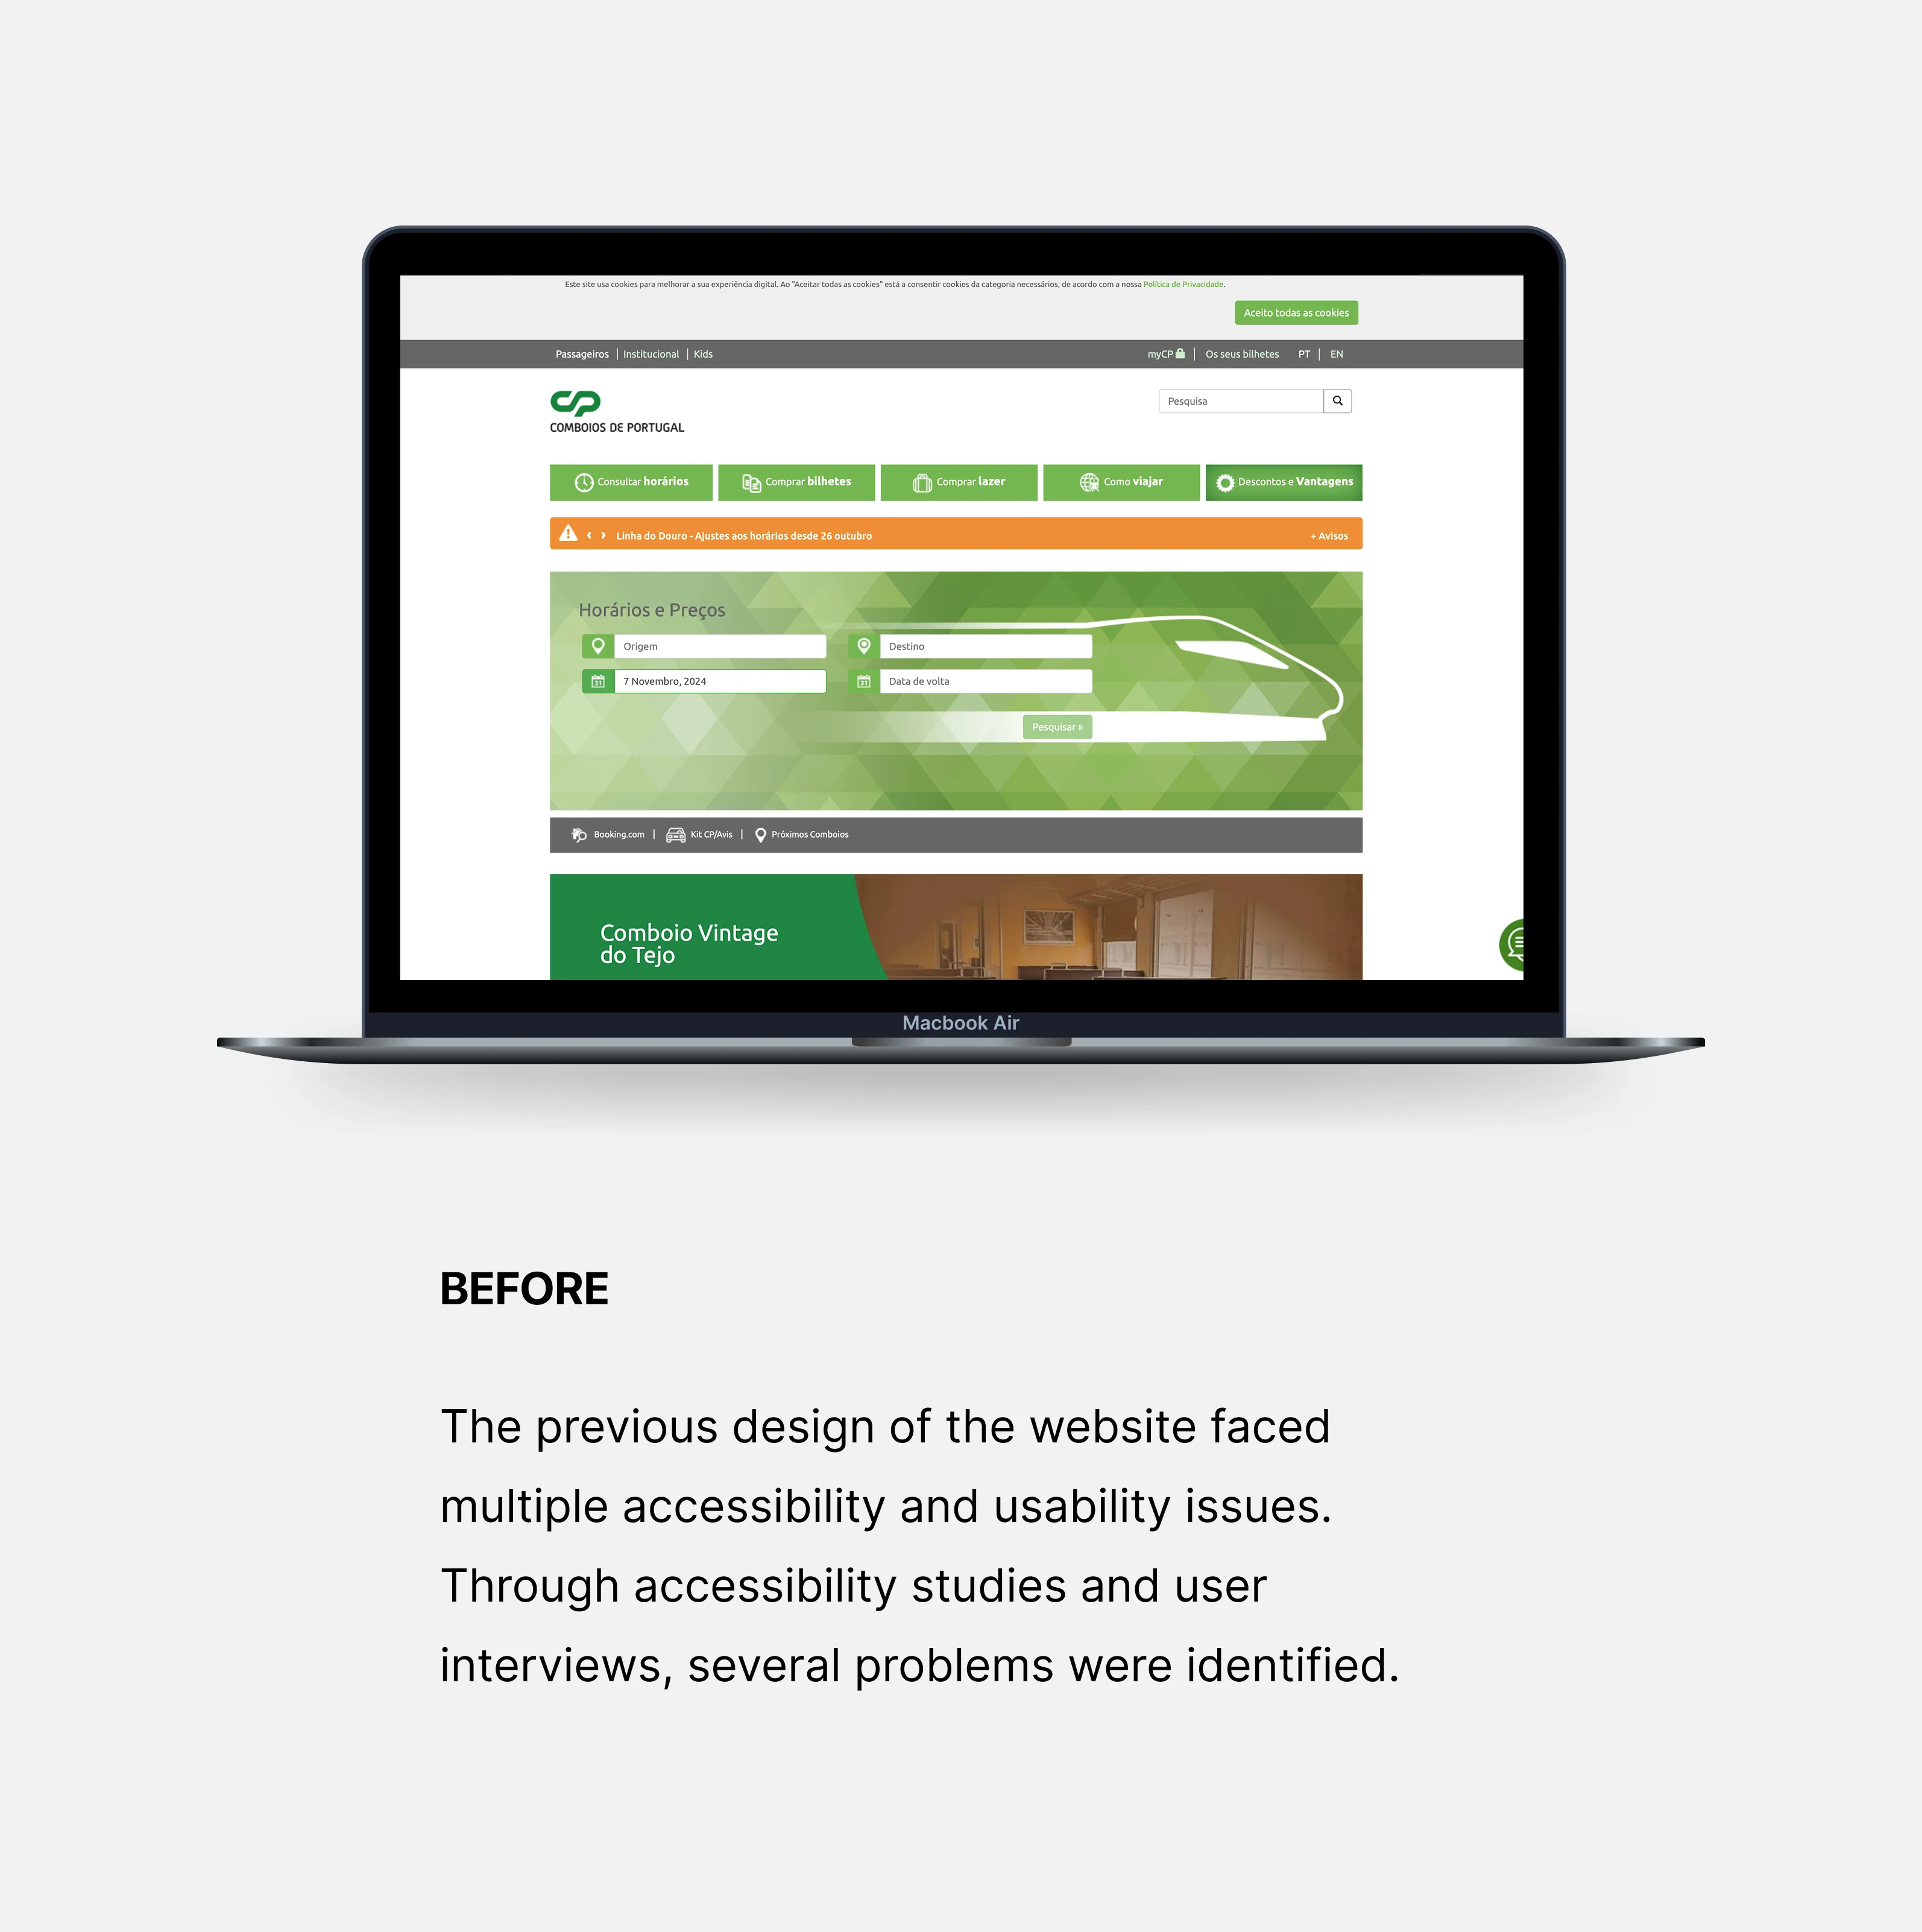 Este site usa cookies para melhorar a sua experiência digital. Ao "Aceitar todas as cookies" está a consentir cookies da categoria necessários, de acordo com a nossa Política de Privacidade.
Aceito todas as cookies
Passageiros | Institucional | Kids
myCP | Os seus bilhetes PT | EN
CP
COMBOIOS DE PORTUGAL
Pesquisa
Consultar horários
Comprar bilhetes
Comprar lazer
Como viajar
Descontos e Vantagens
‹ › Linha do Douro - Ajustes aos horários desde 26 outubro
+ Avisos
Horários e Preços
Origem
Destino
31 7 Novembro, 2024
31 Data de volta
Pesquisar »
Booking.com | Kit CP/Avis | Próximos Comboios
Comboio Vintage
do Tejo
Macbook Air
BEFORE
The previous design of the website faced
multiple accessibility and usability issues.
Through accessibility studies and user
interviews, several problems were identified.